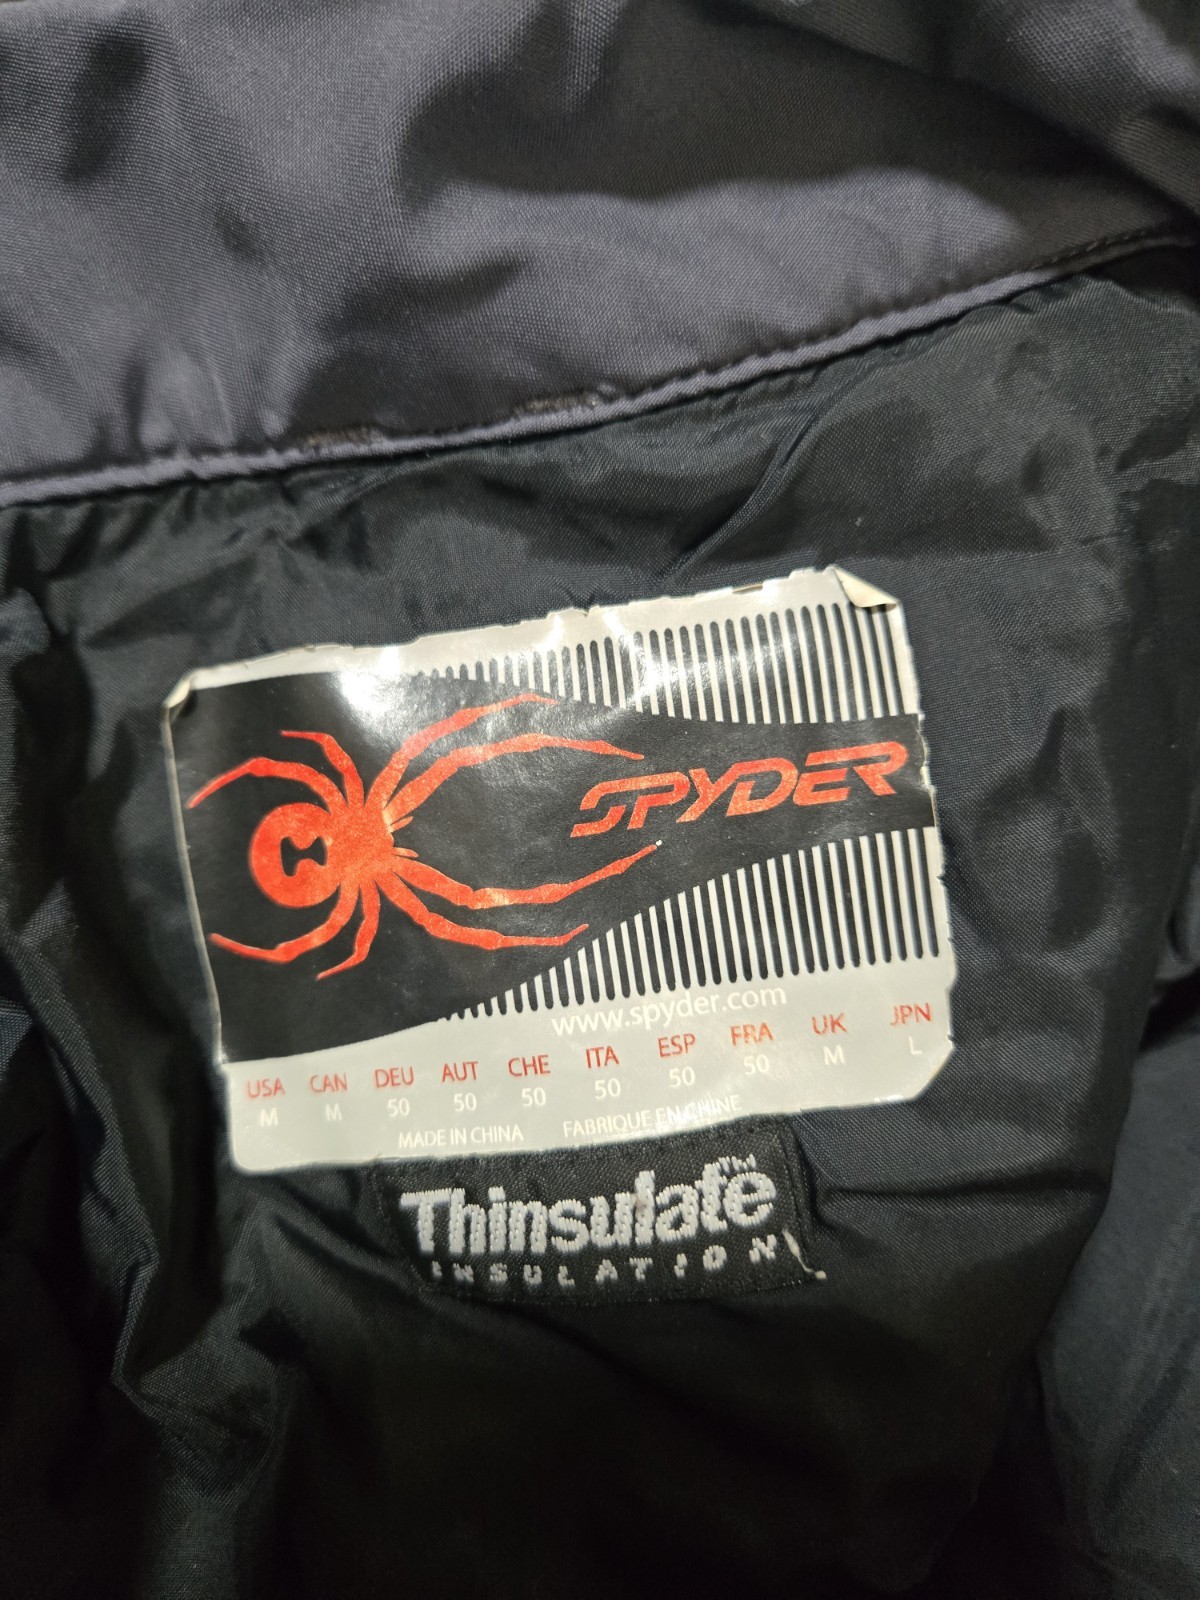 SPYDER
www.spyder.com
USA CAN DEU AUT CHE ITA ESP FRA UK JPN
M M 50 50 50 50 50 50 M L
MADE IN CHINA FABRIQUE EN CHINE
Thinsulate™
INSULATION